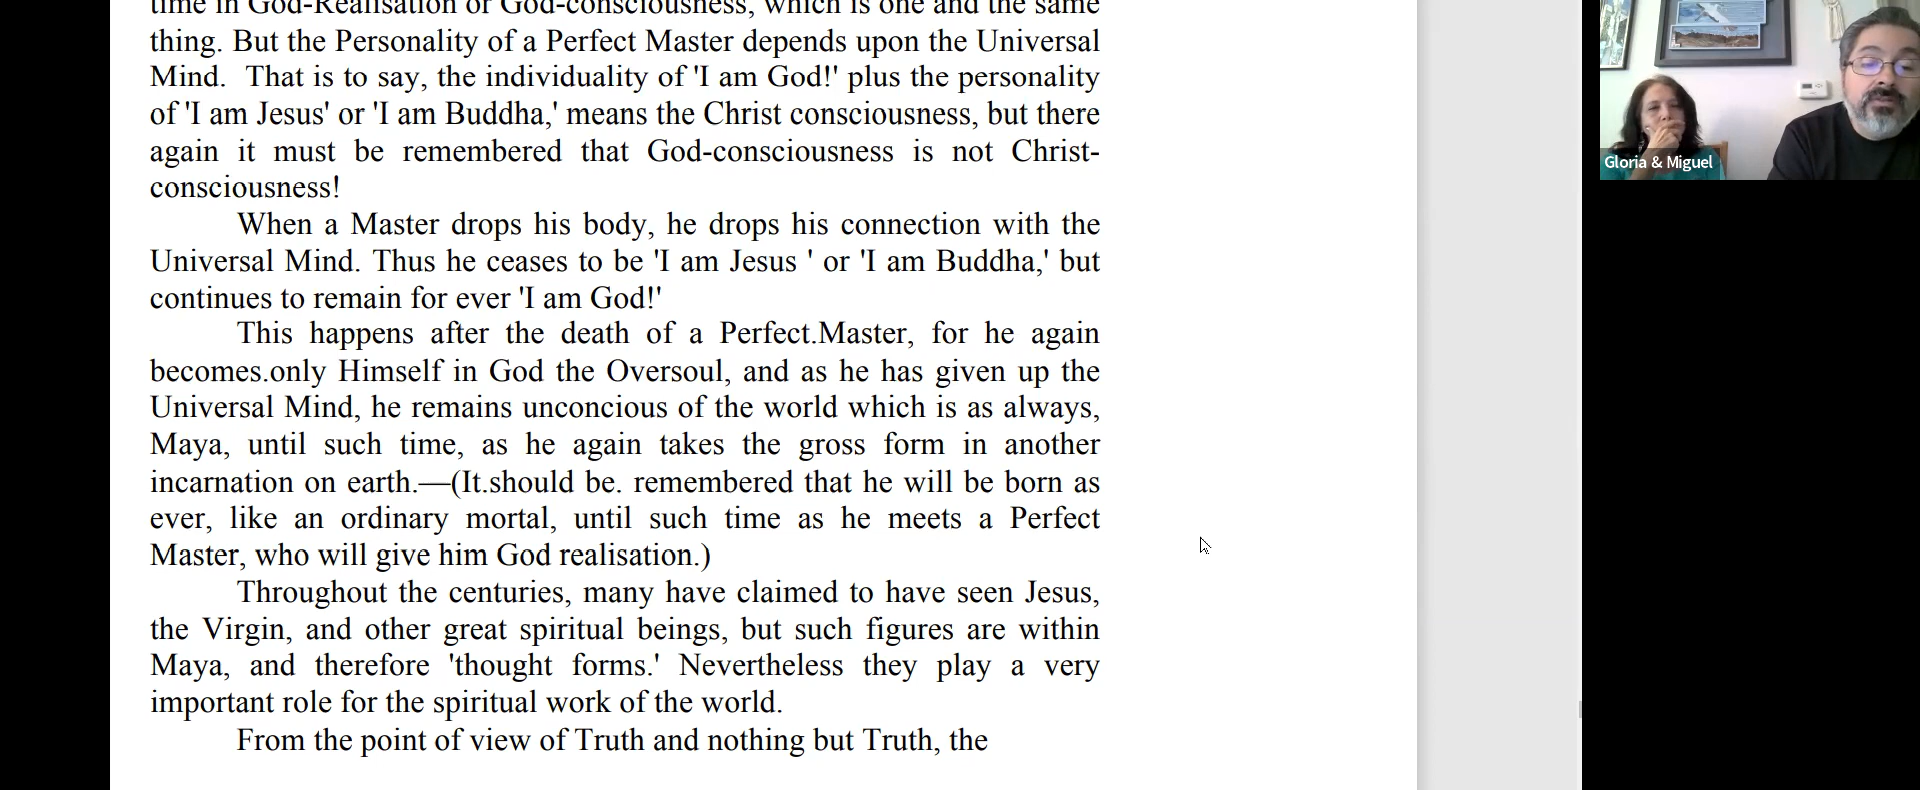 time in God-Realisation or God-consciousness, which is one and the same
thing. But the Personality of a Perfect Master depends upon the Universal
Mind.  That is to say, the individuality of 'I am God!' plus the personality
of 'I am Jesus' or 'I am Buddha,' means the Christ consciousness, but there
again it must be remembered that God-consciousness is not Christ-
consciousness!
When a Master drops his body, he drops his connection with the
Universal Mind. Thus he ceases to be 'I am Jesus ' or 'I am Buddha,' but
continues to remain for ever 'I am God!'
This happens after the death of a Perfect.Master, for he again
becomes.only Himself in God the Oversoul, and as he has given up the
Universal Mind, he remains unconcious of the world which is as always,
Maya, until such time, as he again takes the gross form in another
incarnation on earth.—(It.should be. remembered that he will be born as
ever, like an ordinary mortal, until such time as he meets a Perfect
Master, who will give him God realisation.)
Throughout the centuries, many have claimed to have seen Jesus,
the Virgin, and other great spiritual beings, but such figures are within
Maya, and therefore 'thought forms.' Nevertheless they play a very
important role for the spiritual work of the world.
From the point of view of Truth and nothing but Truth, the
Gloria & Miguel